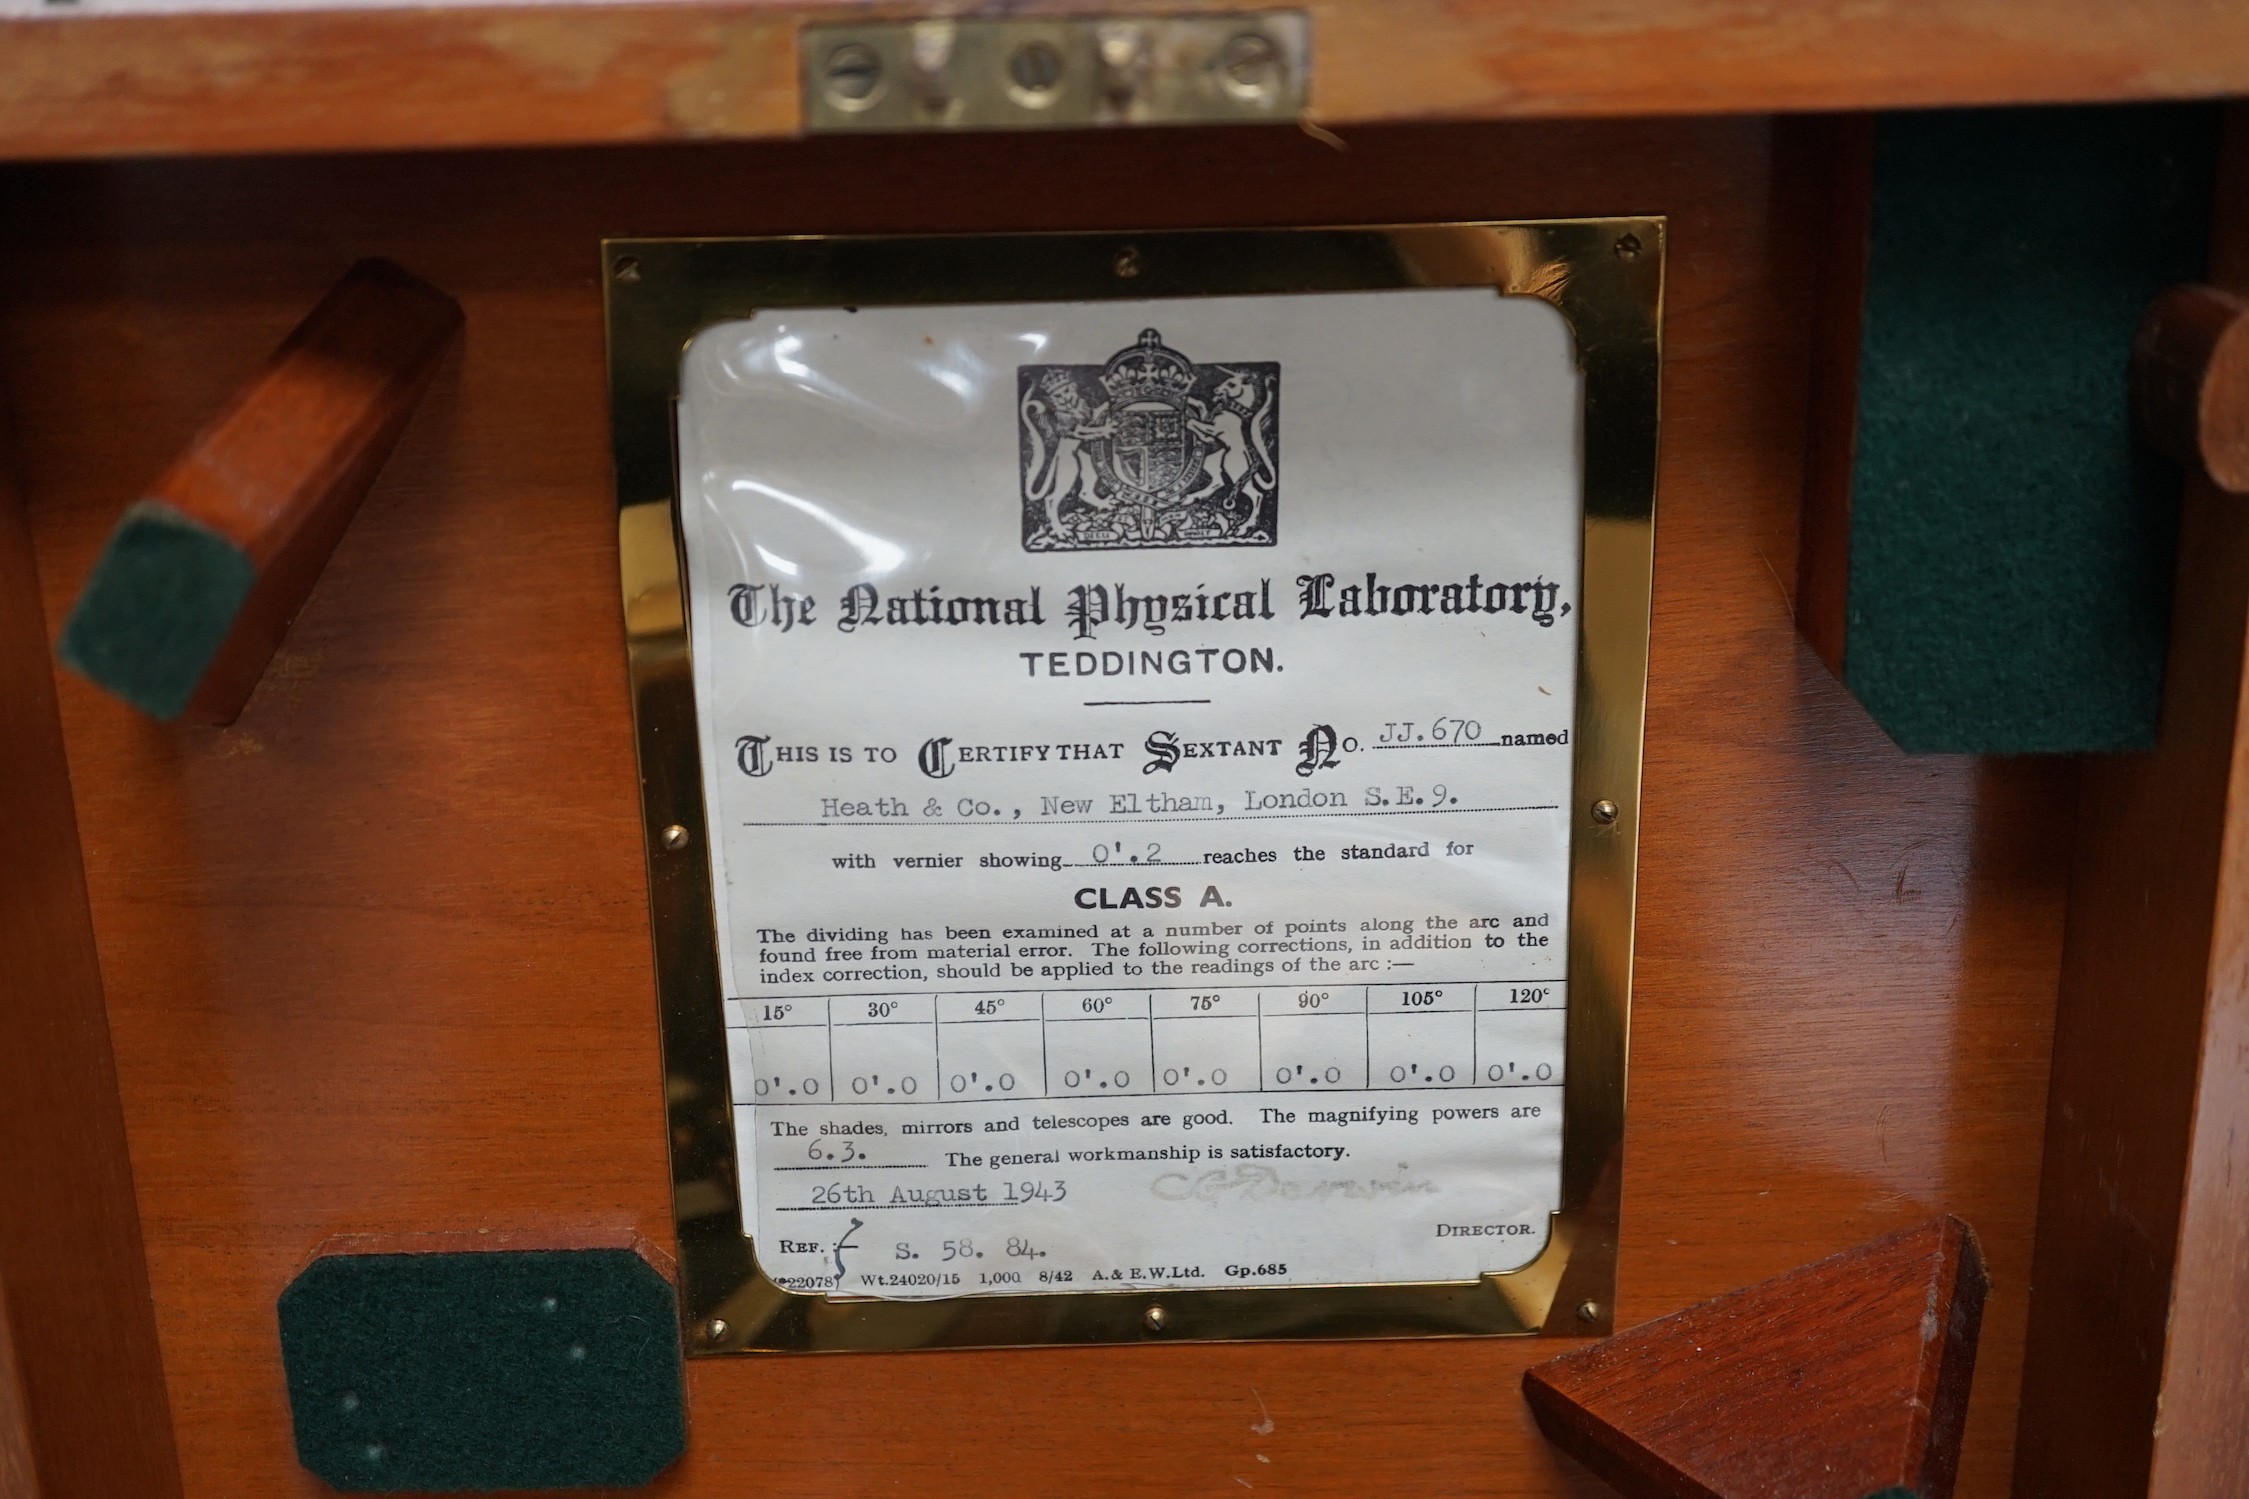 The National Physical Laboratory,
TEDDINGTON.
THIS IS TO CERTIFY THAT SEXTANT NO. JJ.670 named
Heath & Co., New Eltham, London S.E.9.
with vernier showing 0'.2 reaches the standard for
CLASS A.
The dividing has been examined at a number of points along the arc and
found free from material error. The following corrections, in addition to the
index correction, should be applied to the readings of the arc :—
15° 30° 45° 60° 75° 90° 105° 120°
0'.0 0'.0 0'.0 0'.0 0'.0 0'.0 0'.0 0'.0
The shades, mirrors and telescopes are good. The magnifying powers are
6.3. The general workmanship is satisfactory.
26th August 1943 C G Darwin
DIRECTOR.
REF. :— S. 58. 84.
22078) Wt.24020/15 1,000 8/42 A.& E.W.Ltd. Gp.685